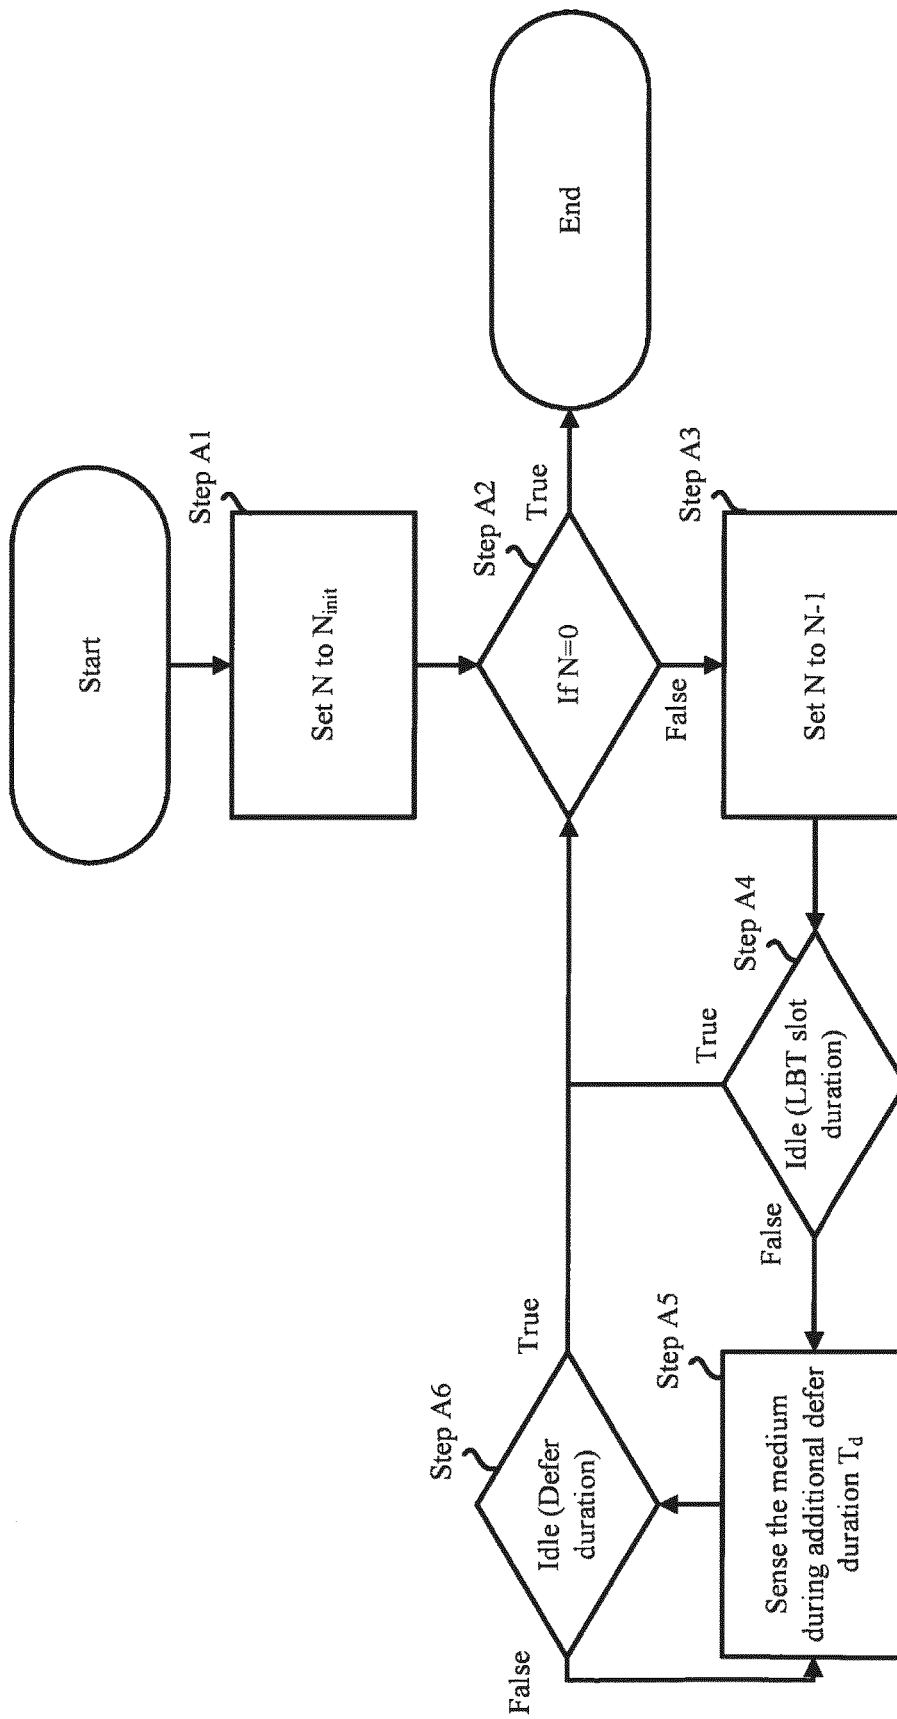 Start
Step A1
Set N to Ninit
Step A2
If N=0
True
End
False
Step A3
Set N to N-1
Step A4
Idle (LBT slot
duration)
True
False
Step A5
Sense the medium
during additional defer
duration Td
Step A6
Idle (Defer
duration)
True
False